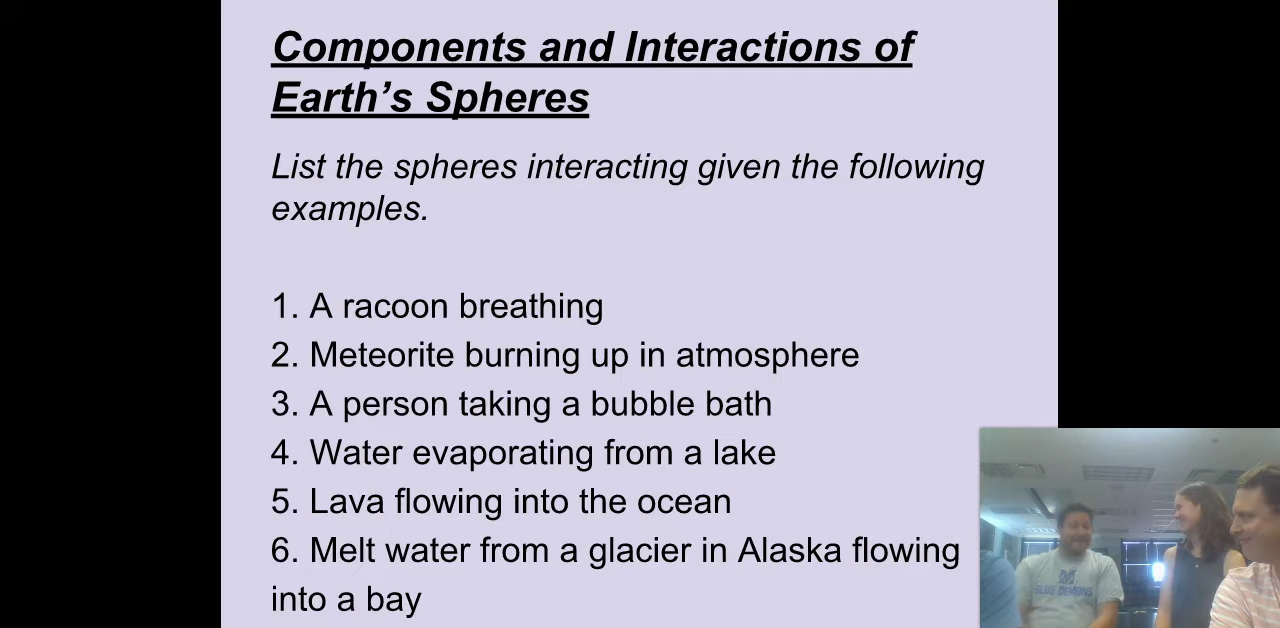 Components and Interactions of
Earth’s Spheres
List the spheres interacting given the following
examples.
1. A racoon breathing
2. Meteorite burning up in atmosphere
3. A person taking a bubble bath
4. Water evaporating from a lake
5. Lava flowing into the ocean
6. Melt water from a glacier in Alaska flowing
into a bay
BLUE DEMONS